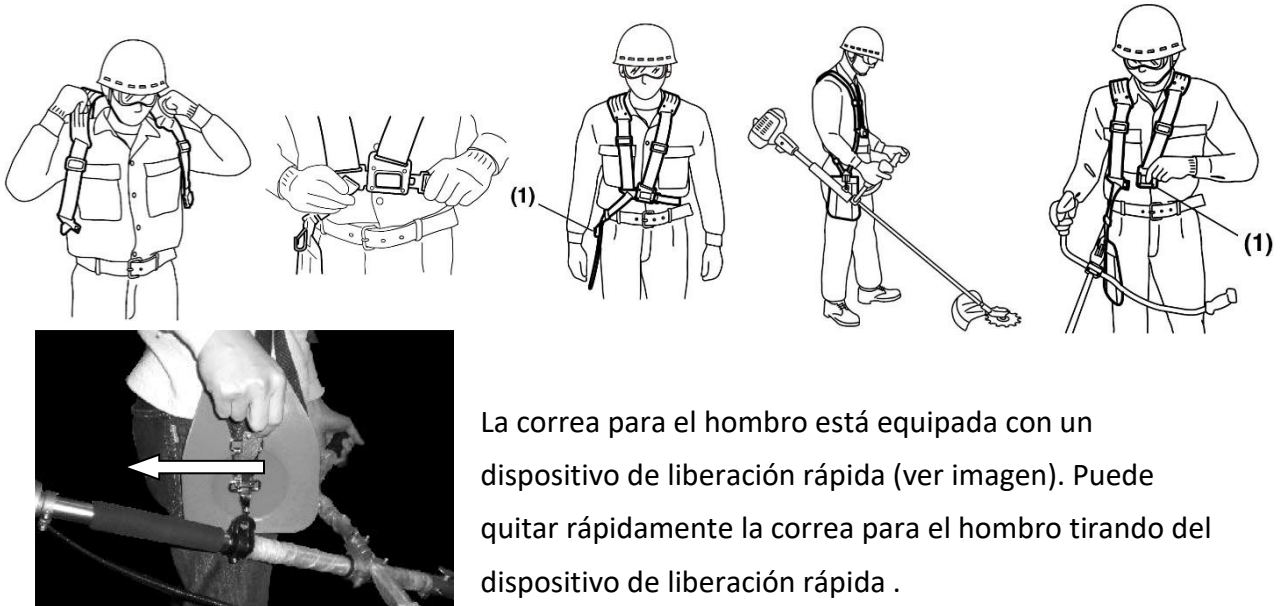 (1)
(1)
La correa para el hombro está equipada con un
dispositivo de liberación rápida (ver imagen). Puede
quitar rápidamente la correa para el hombro tirando del
dispositivo de liberación rápida .